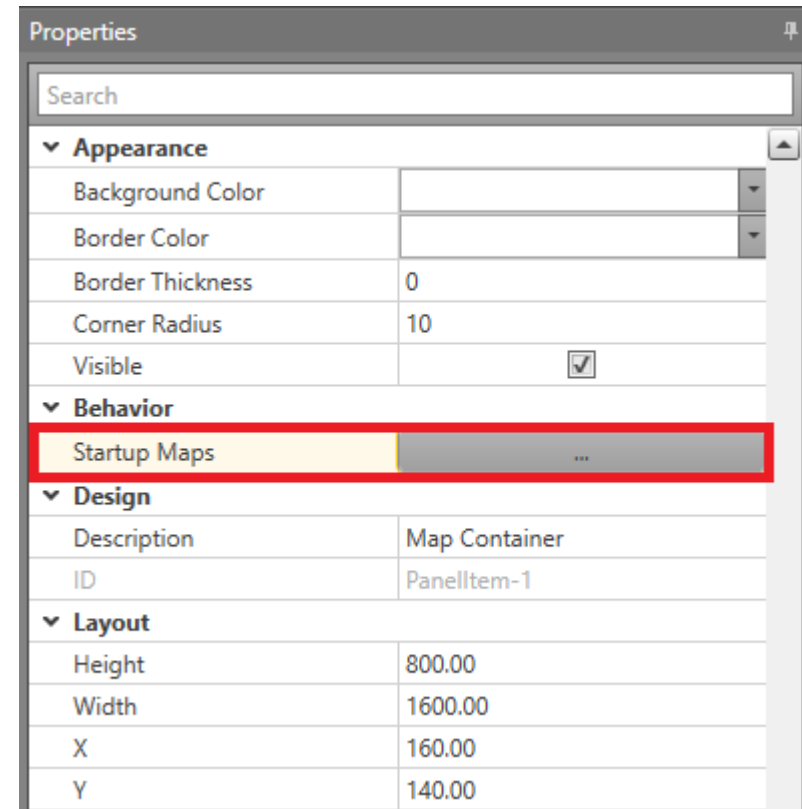 Properties
Search
Appearance
Background Color
Border Color
Border Thickness 0
Corner Radius 10
Visible
Behavior
Startup Maps ...
Design
Description Map Container
ID PanelItem-1
Layout
Height 800.00
Width 1600.00
X 160.00
Y 140.00